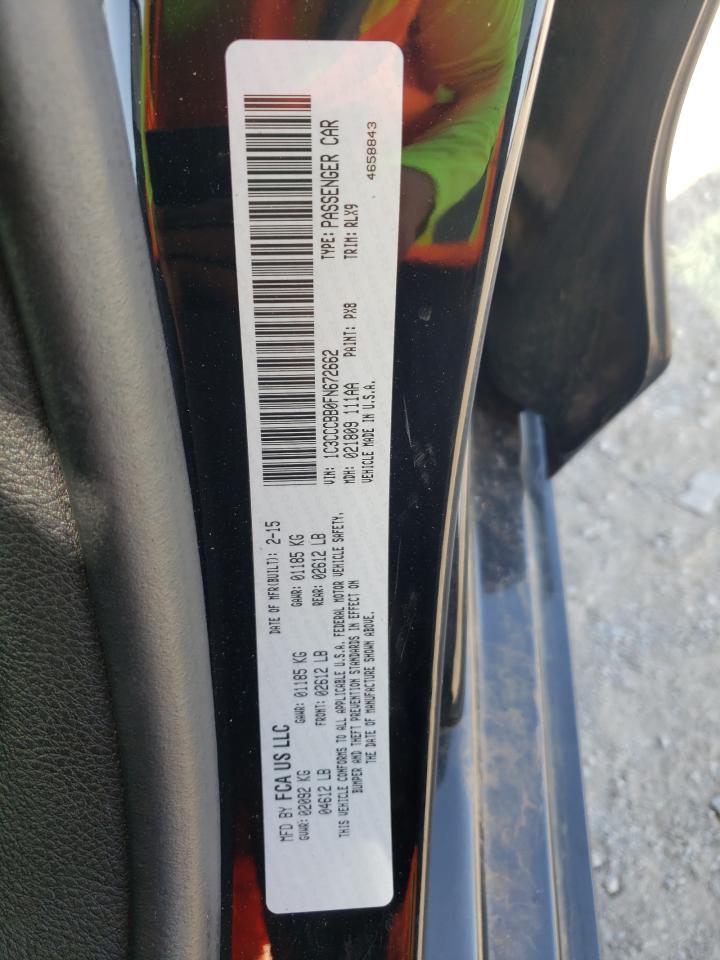 MFD BY FCA US LLC
DATE OF MFR(BUILT): 2-15
GVWR: 02092 KG
GAWR: 01185 KG
GAWR: 01185 KG
04612 LB
FRONT: 02612 LB
REAR: 02612 LB
THIS VEHICLE CONFORMS TO ALL APPLICABLE U.S.A. FEDERAL MOTOR VEHICLE SAFETY,
BUMPER AND THEFT PREVENTION STANDARDS IN EFFECT ON
THE DATE OF MANUFACTURE SHOWN ABOVE.
VIN: 1C3CCCBB0FN672662
TYPE: PASSENGER CAR
MDH: 021809 111AA
PAINT: PX8
TRIM: RLX9
VEHICLE MADE IN U.S.A.
4658843